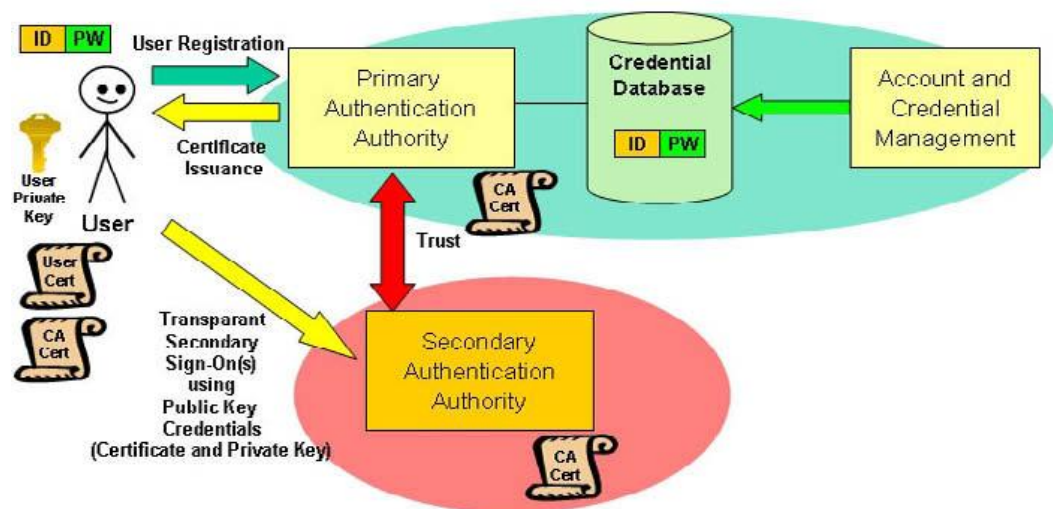 ID PW
User Registration
Certificate
Issuance
User
Private
Key
User
User
Cert
CA
Cert
Primary
Authentication
Authority
Credential
Database
ID PW
Account and
Credential
Management
CA
Cert
Trust
Transparant
Secondary
Sign-On(s)
using
Public Key
Credentials
(Certificate and Private Key)
Secondary
Authentication
Authority
CA
Cert